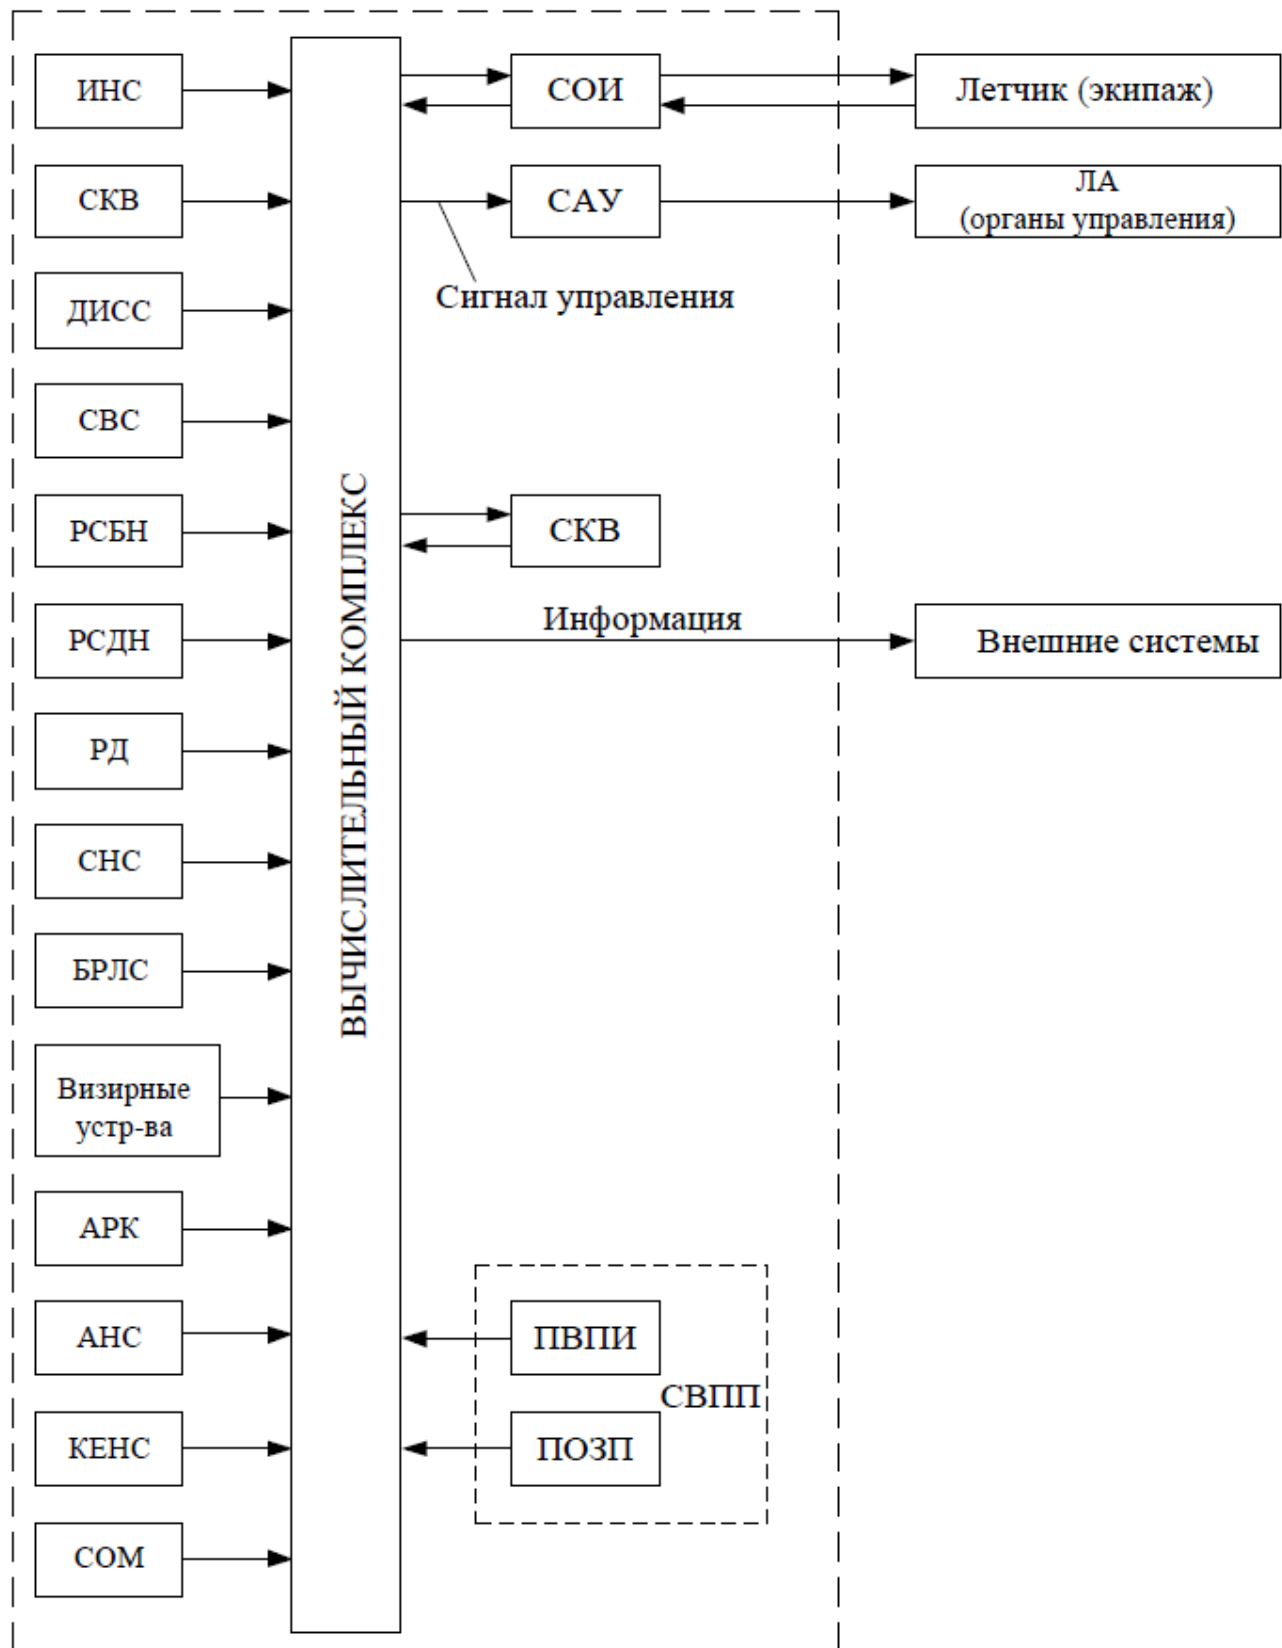 ИНС
СОИ
Летчик (экипаж)
СКВ
САУ
ЛА
(органы управления)
Сигнал управления
ДИСС
СВС
РСБН
СКВ
РСДН
Информация
Внешние системы
ВЫЧИСЛИТЕЛЬНЫЙ КОМПЛЕКС
РД
СНС
БРЛС
Визирные
устр-ва
АРК
АНС
ПВПИ
СВПП
КЕНС
ПОЗП
СОМ